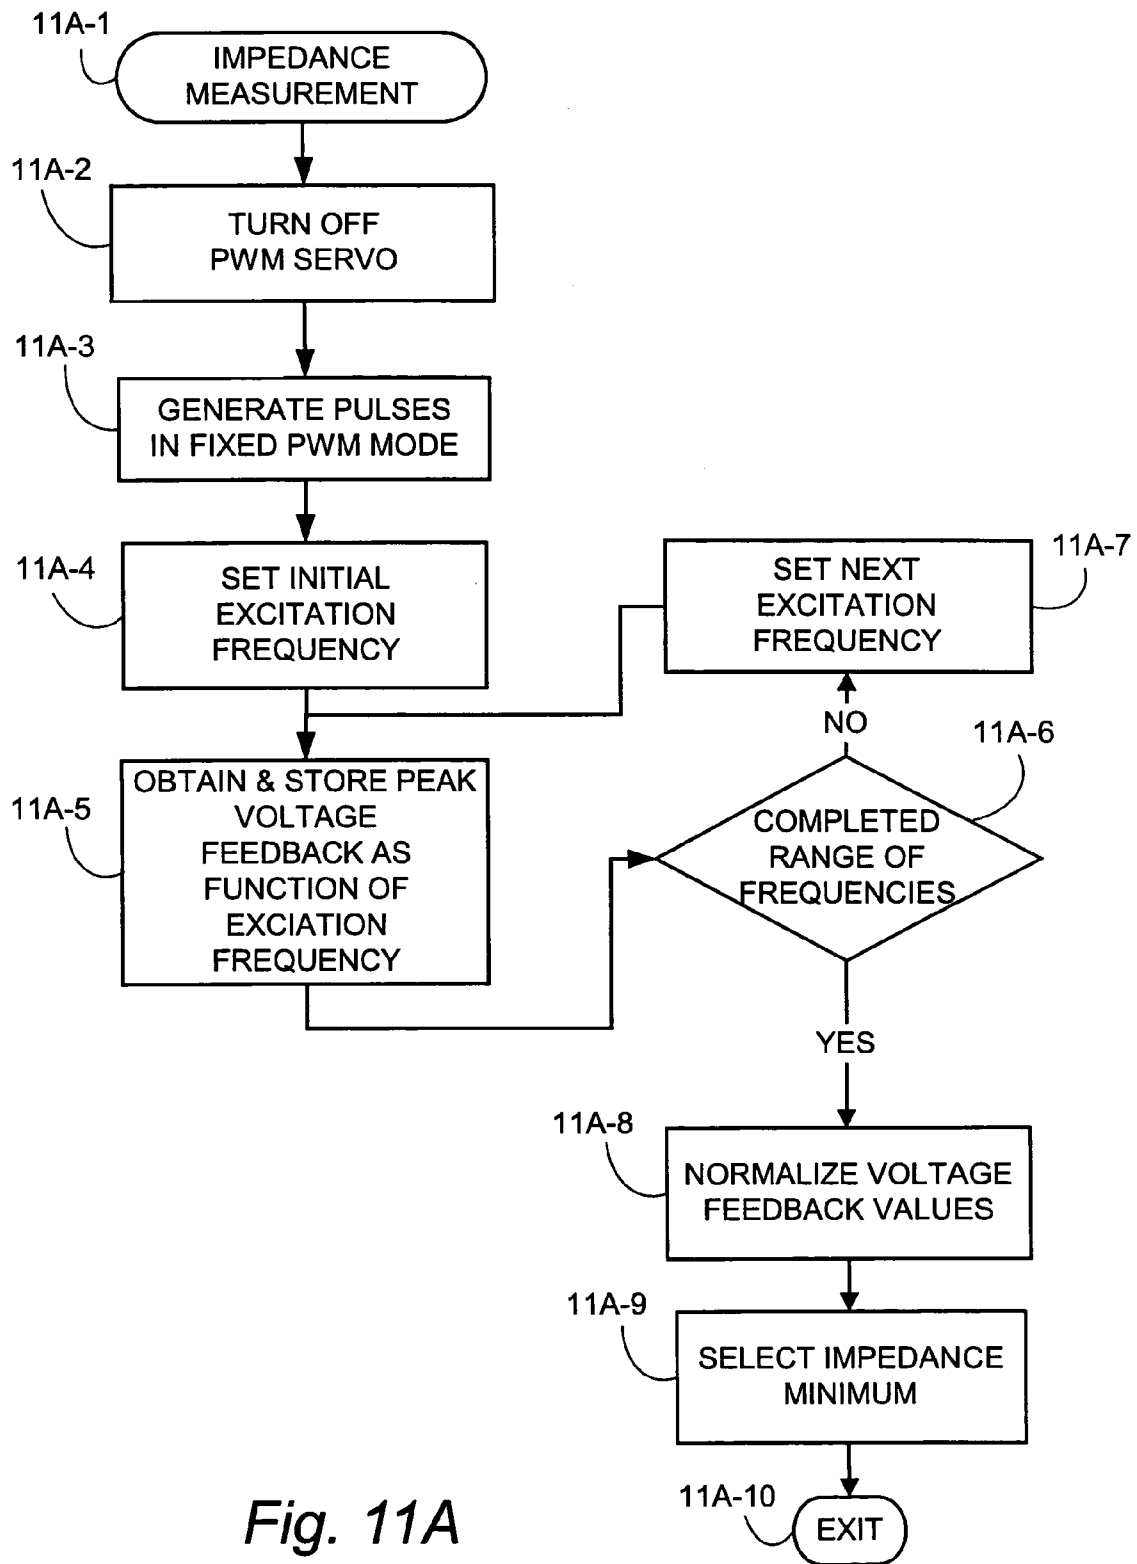 11A-1
IMPEDANCE
MEASUREMENT
11A-2
TURN OFF
PWM SERVO
11A-3
GENERATE PULSES
IN FIXED PWM MODE
11A-4
SET INITIAL
EXCITATION
FREQUENCY
11A-5
OBTAIN & STORE PEAK
VOLTAGE
FEEDBACK AS
FUNCTION OF
EXCIATION
FREQUENCY
11A-6
COMPLETED
RANGE OF
FREQUENCIES
NO
11A-7
SET NEXT
EXCITATION
FREQUENCY
YES
11A-8
NORMALIZE VOLTAGE
FEEDBACK VALUES
11A-9
SELECT IMPEDANCE
MINIMUM
11A-10
EXIT
Fig. 11A